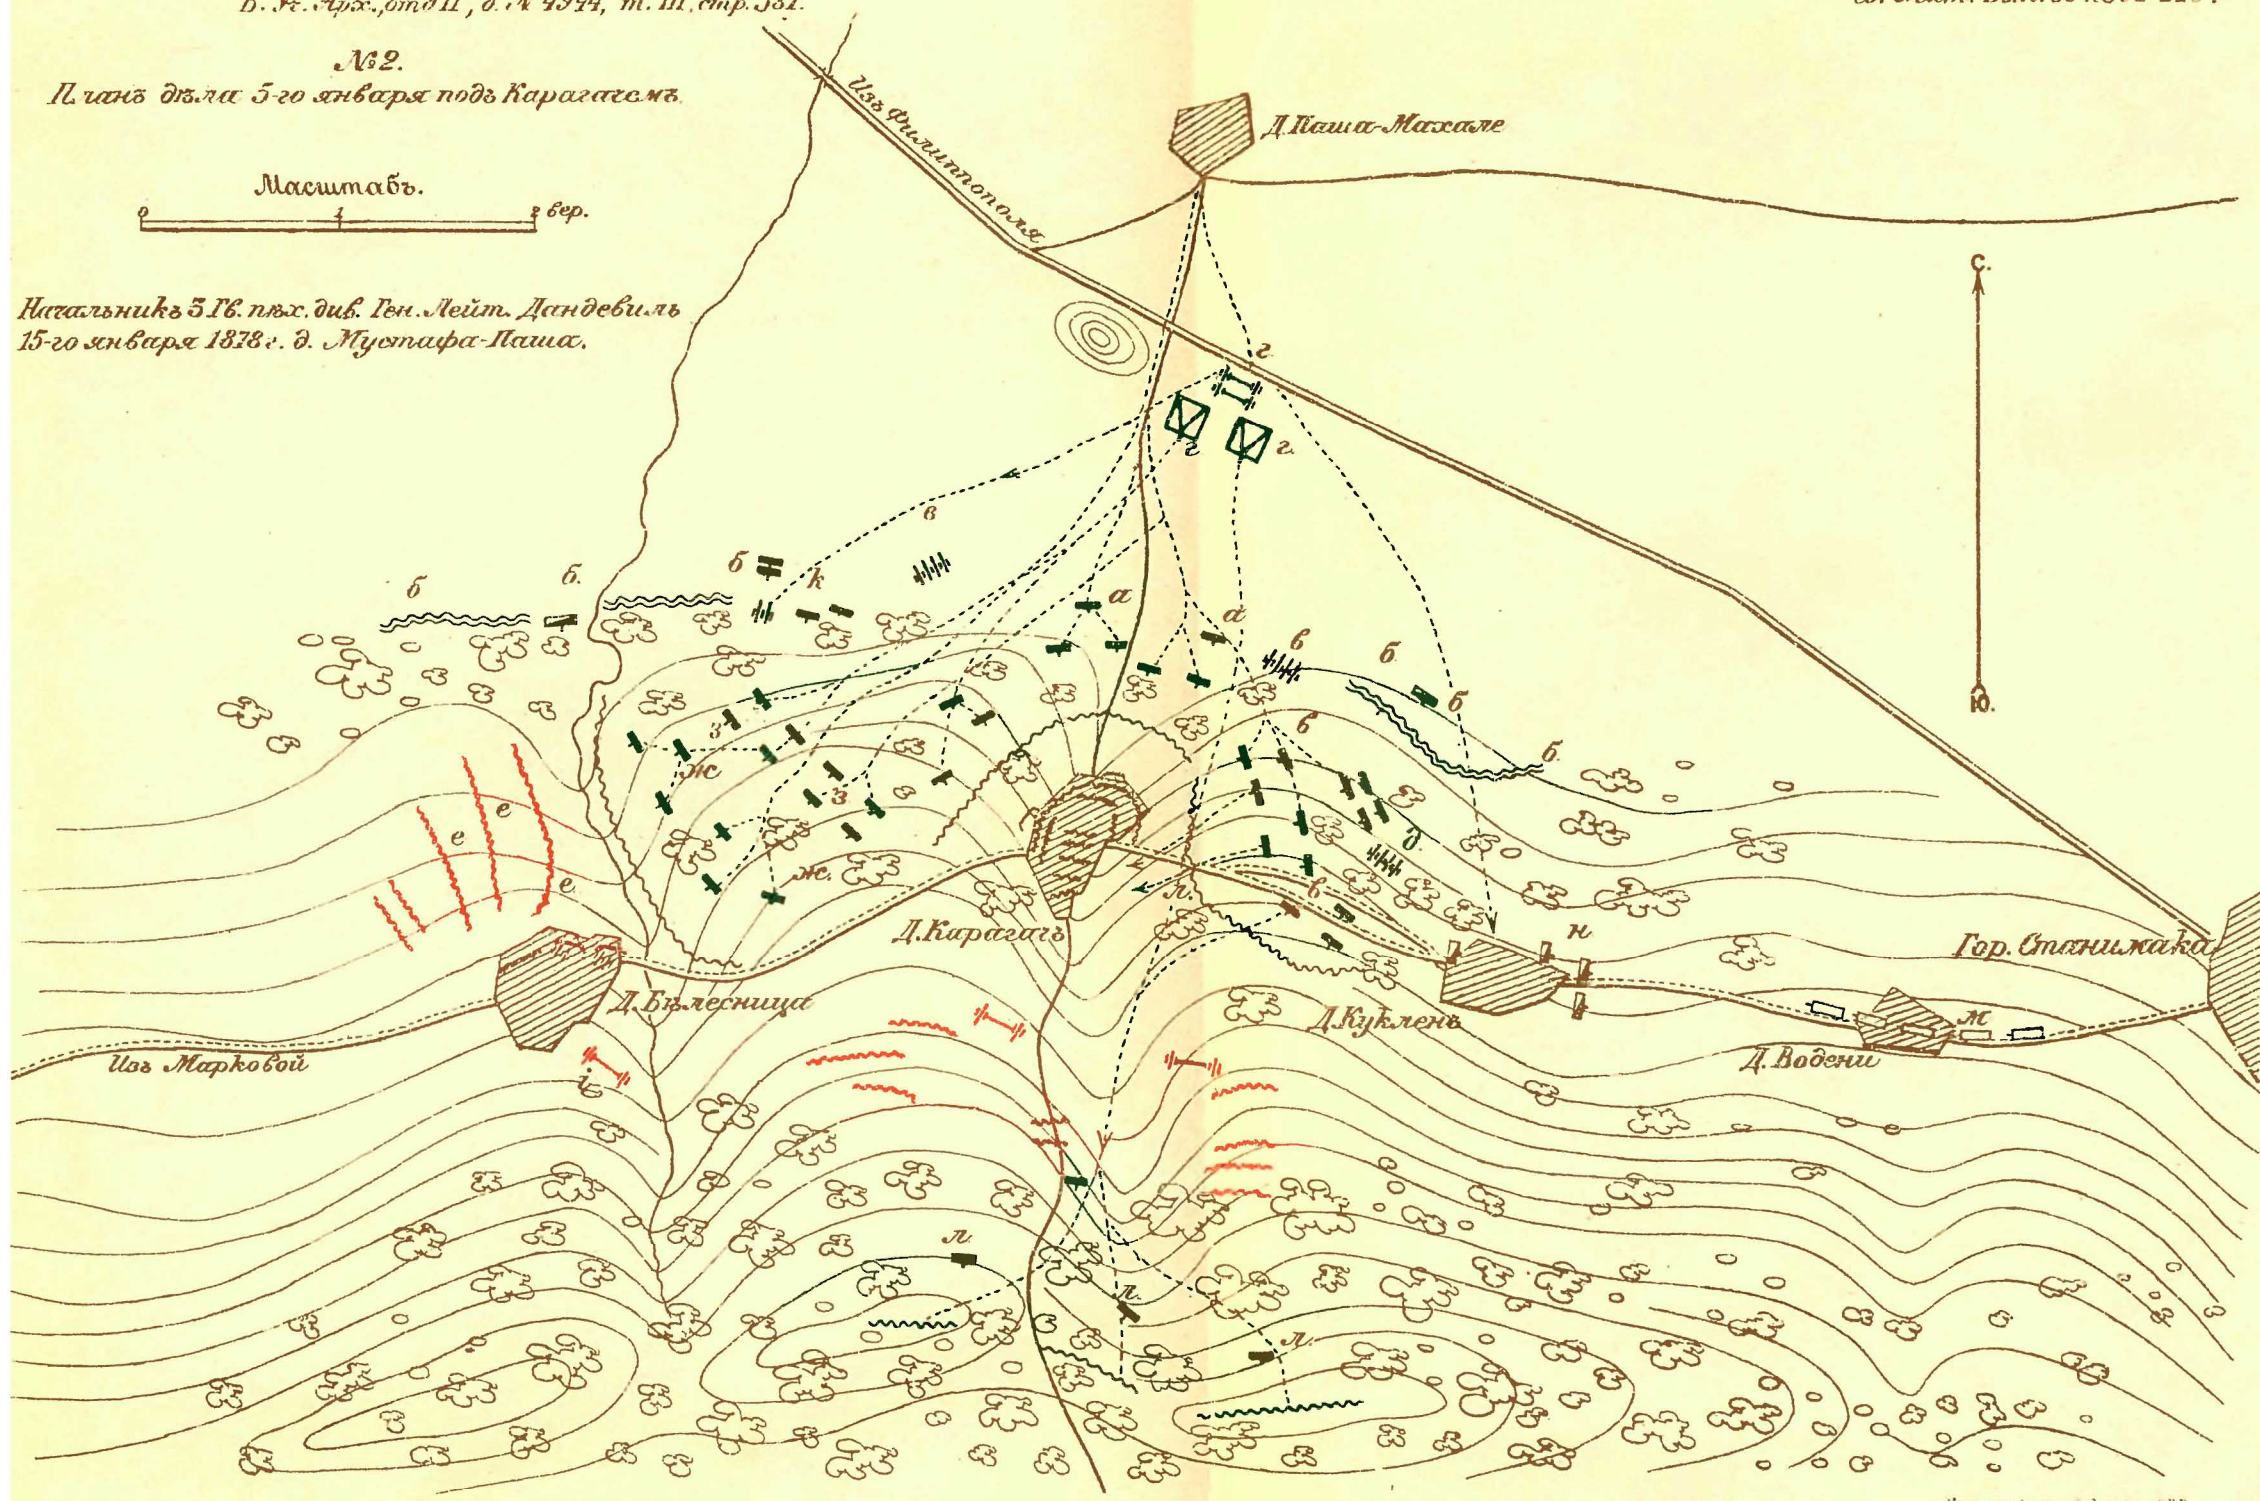 №2.
Планъ дѣла 5-го января подъ Карагачемъ
Масштабъ.
0 1 2 вер.
Начальникъ 3 Гв. пѣх. див. Ген. Лейт. Дандевиль
15-го января 1878 г. д. Мустафа-Паша.
Изъ Филиппополя
Д. Паша-Махале
С.
Ю.
г.
г
г.
в
б
б.
б
к
а
а
в
б
б
б.
в
з
ж
з
ж.
е
е
е
д.
в
л.
Д. Карагачъ
н
Гор. Станимака
Д. Бѣлесница
Д. Куклень
м
Д. Водени
Изъ Марковой
і
л.
л.
л.